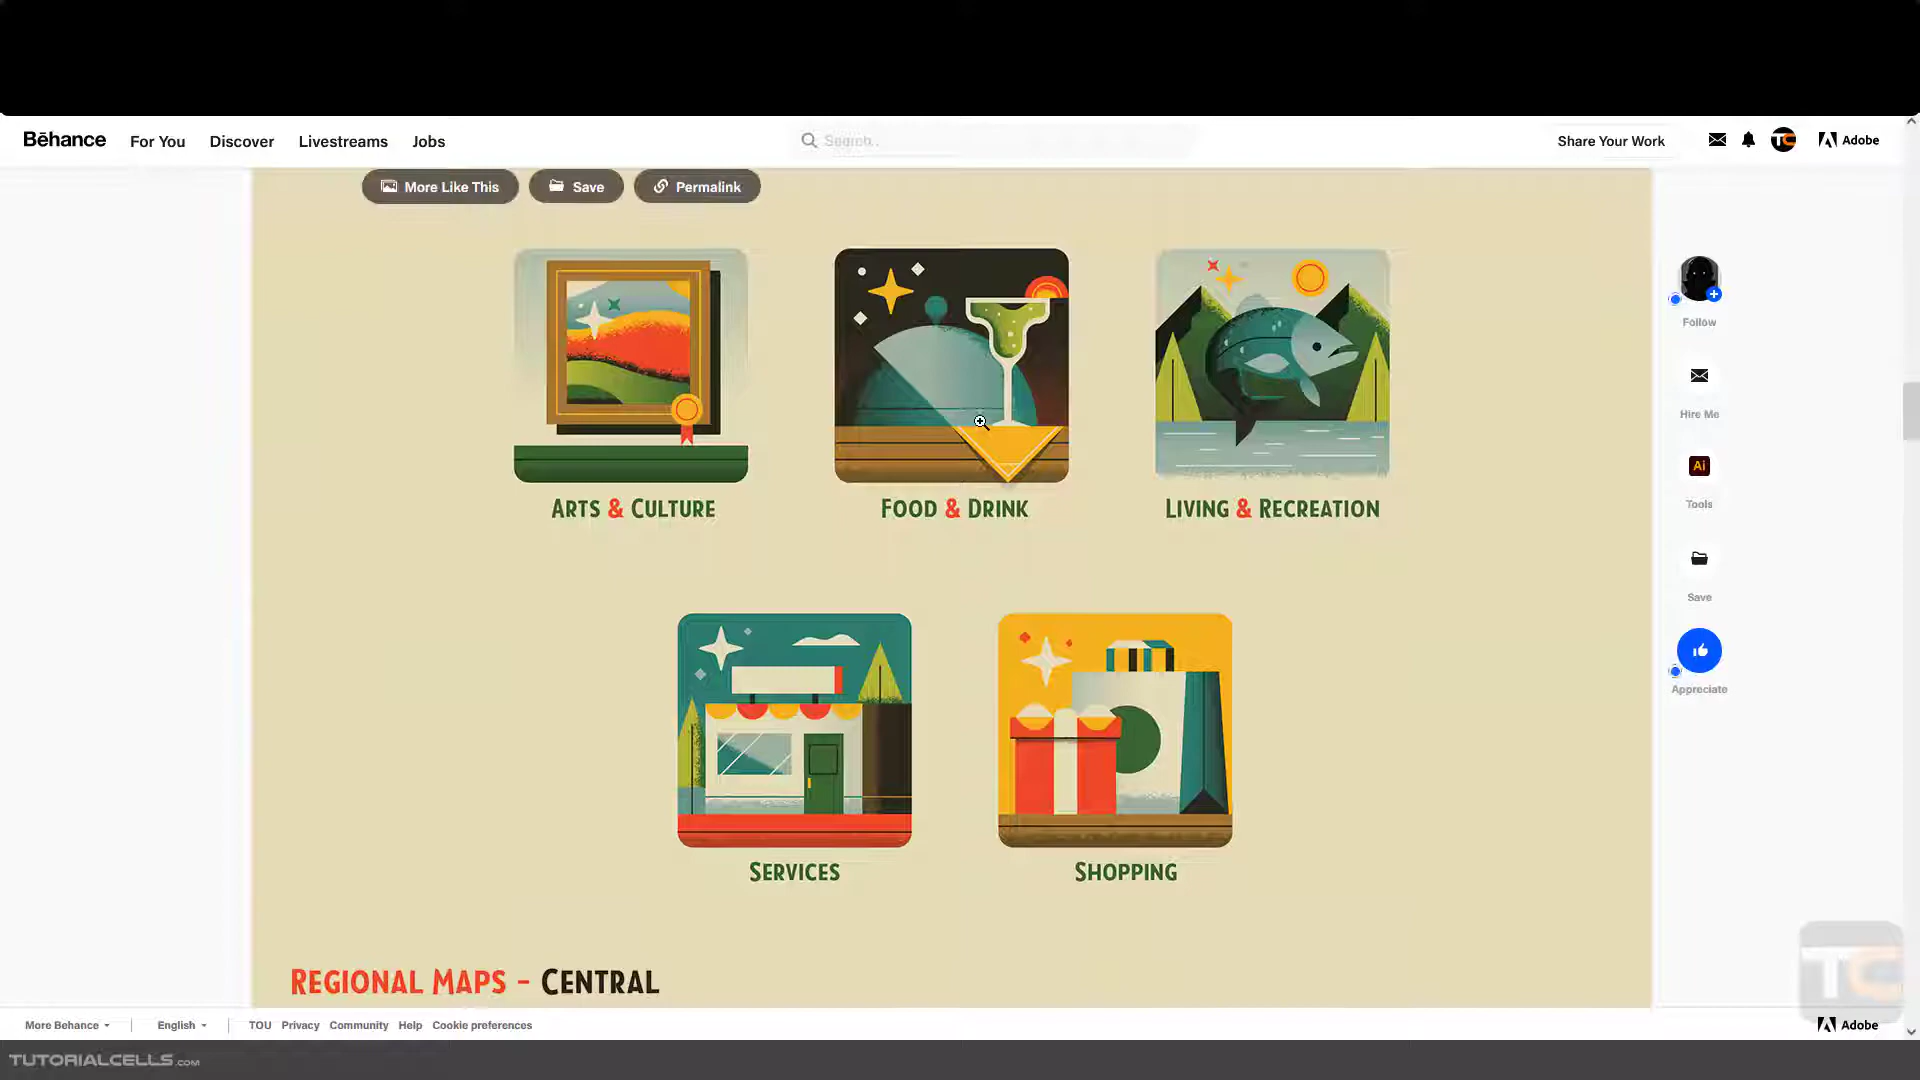 Bēhance For You Discover Livestreams Jobs Search.. Share Your Work Adobe
More Like This Save Permalink
Follow
Hire Me
Ai
Tools
ARTS & CULTURE FOOD & DRINK LIVING & RECREATION
Save
Appreciate
SERVICES SHOPPING
REGIONAL MAPS - CENTRAL
TC
More Behance English TOU Privacy Community Help Cookie preferences Adobe
TUTORIALCELLS.COM